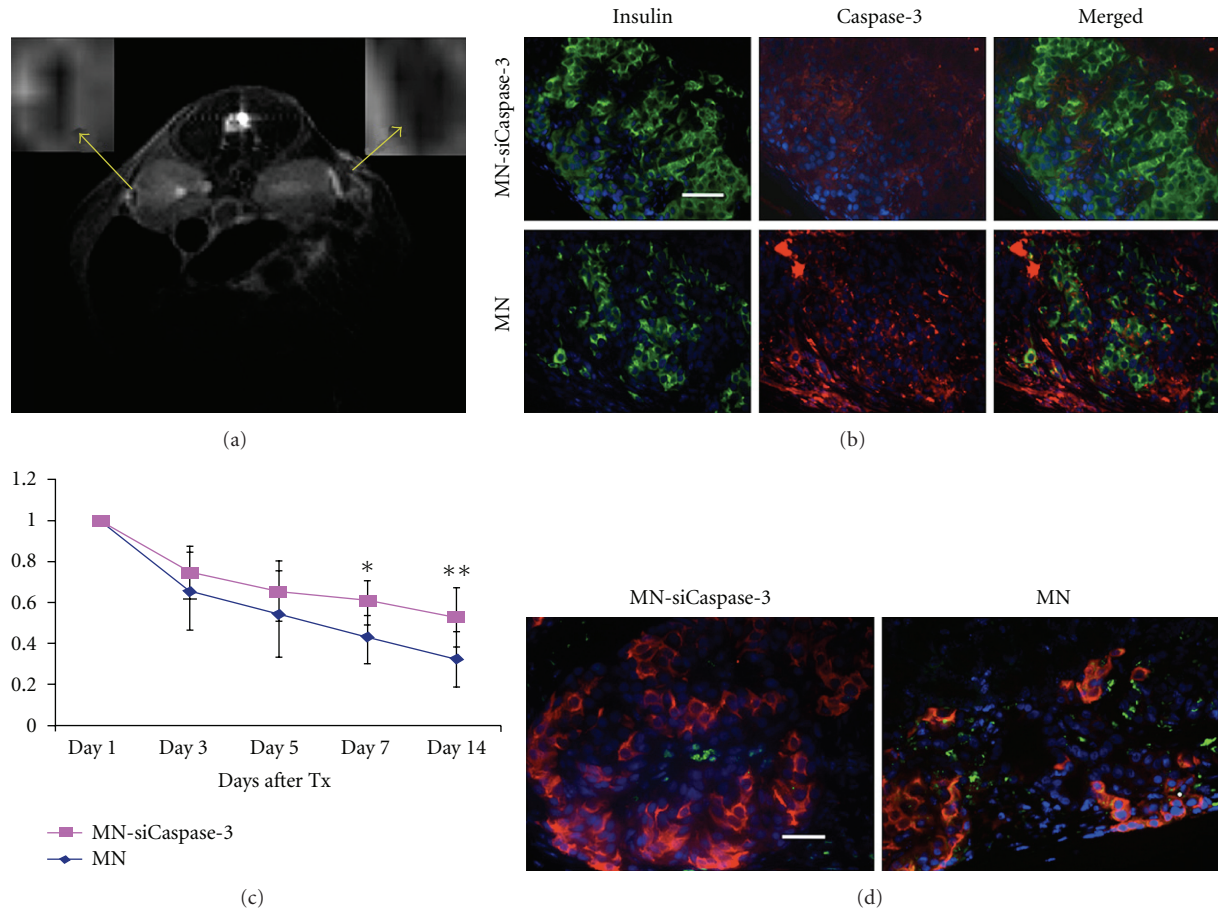 (a)
Insulin
Caspase-3
Merged
MN-siCaspase-3
MN
(b)
1.2
1
0.8
0.6
0.4
0.2
0
*
**
Day 1
Day 3
Day 5
Day 7
Day 14
Days after Tx
MN-siCaspase-3
MN
(c)
MN-siCaspase-3
MN
(d)